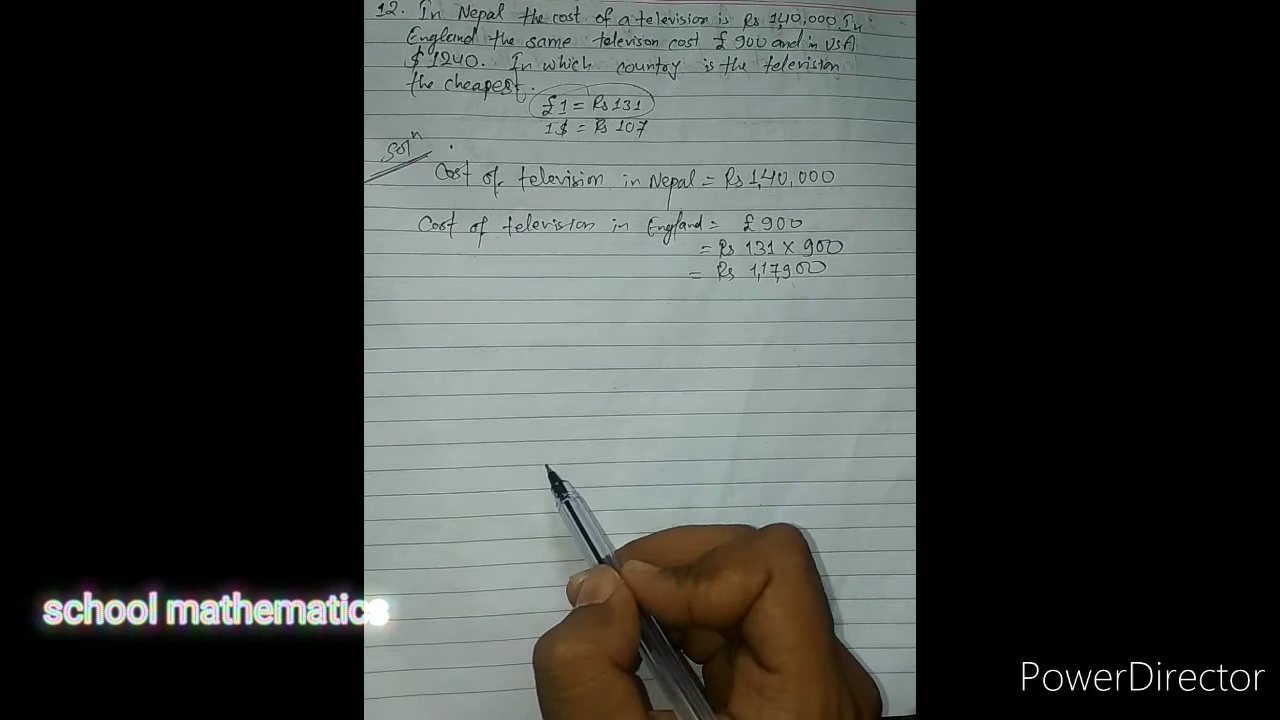 12. In Nepal the cost of a television is Rs 1,40,000. In
England the same televison cost £ 900 and in USA
$ 1240. In which country is the television
the cheapest.
£1 = Rs 131
1$ = Rs 107
Solⁿ
Cost of television in Nepal = Rs 1,40,000
Cost of television in England = £ 900
= Rs 131 × 900
= Rs 1,17,900
school mathematics
PowerDirector